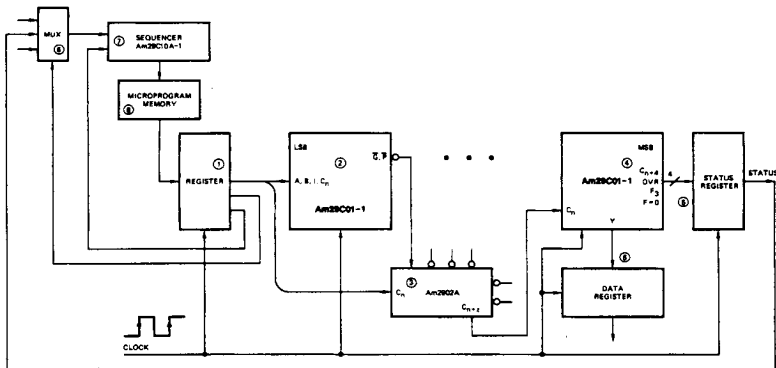 MUX
⑥
⑦
SEQUENCER
Am29C10A-1
MICROPROGRAM
MEMORY
⑧
①
REGISTER
LSB
②
G, P
A, B, I, Cn
Am29C01-1
• • •
MSB
④
Am29C01-1
Cn+4
OVR
F3
F=0
Cn
Y
4
⑤
STATUS
REGISTER
STATUS
③
Am2902A
Cn
Cn+z
DATA
REGISTER
CLOCK